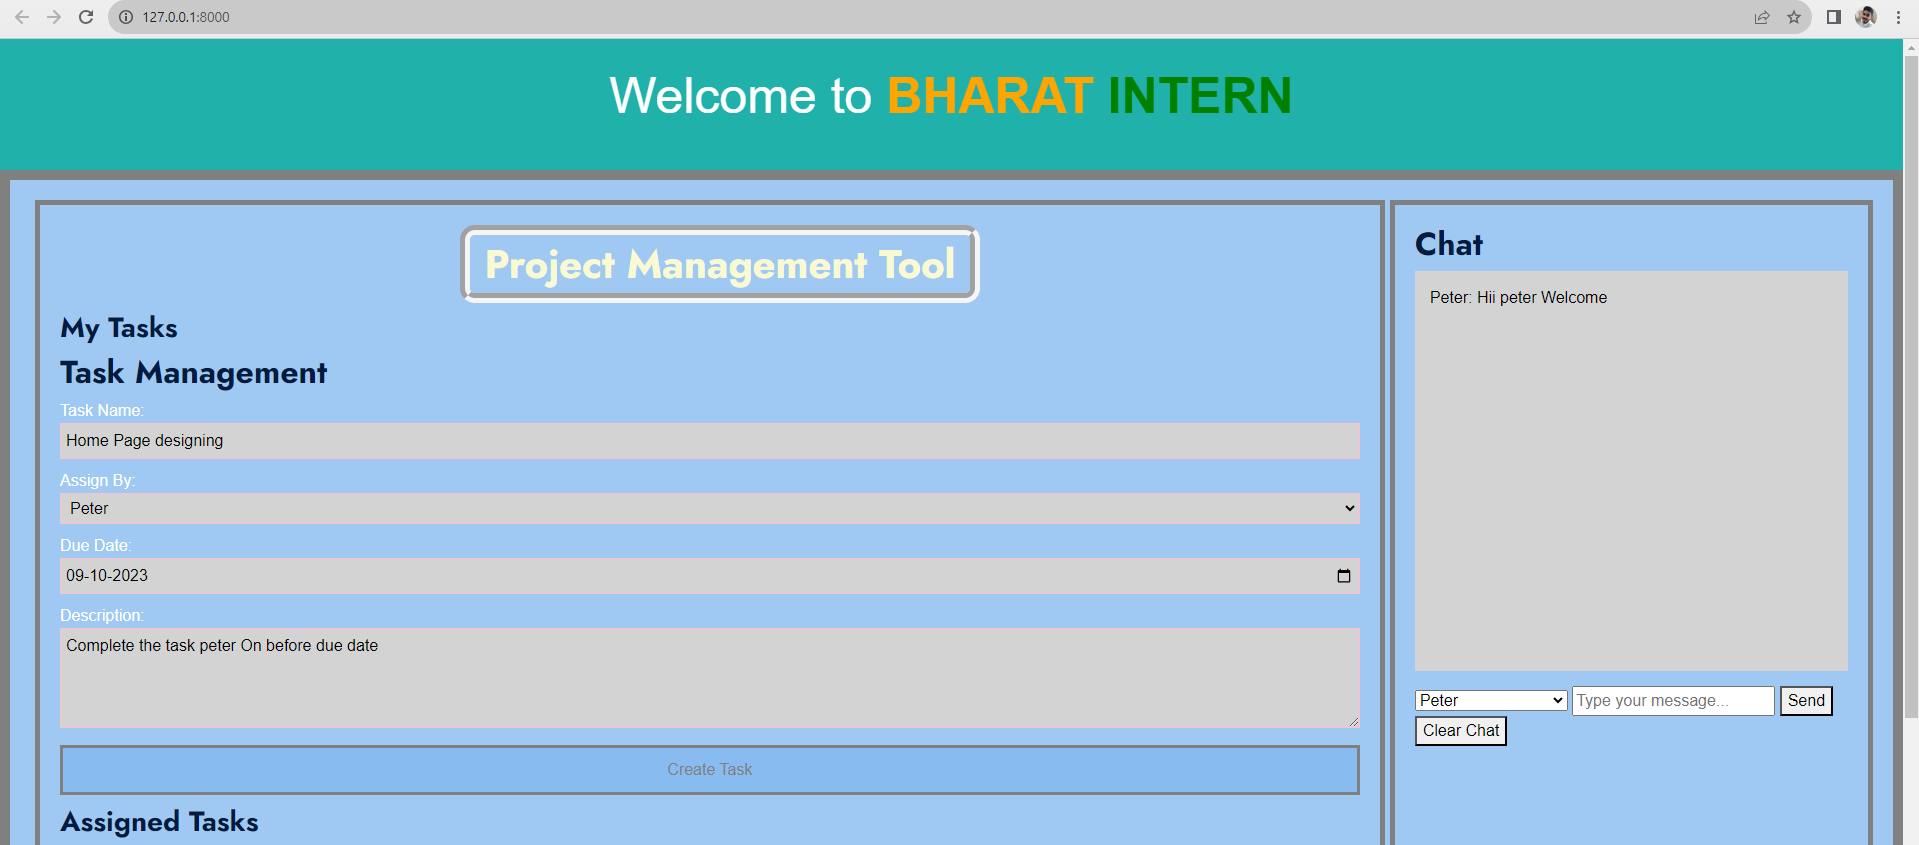 127.0.0.1:8000
Welcome to BHARAT INTERN
Project Management Tool
My Tasks
Task Management
Task Name:
Home Page designing
Assign By:
Peter
Due Date:
09-10-2023
Description:
Complete the task peter On before due date
Create Task
Assigned Tasks
Chat
Peter: Hii peter Welcome
Peter Type your message... Send
Clear Chat